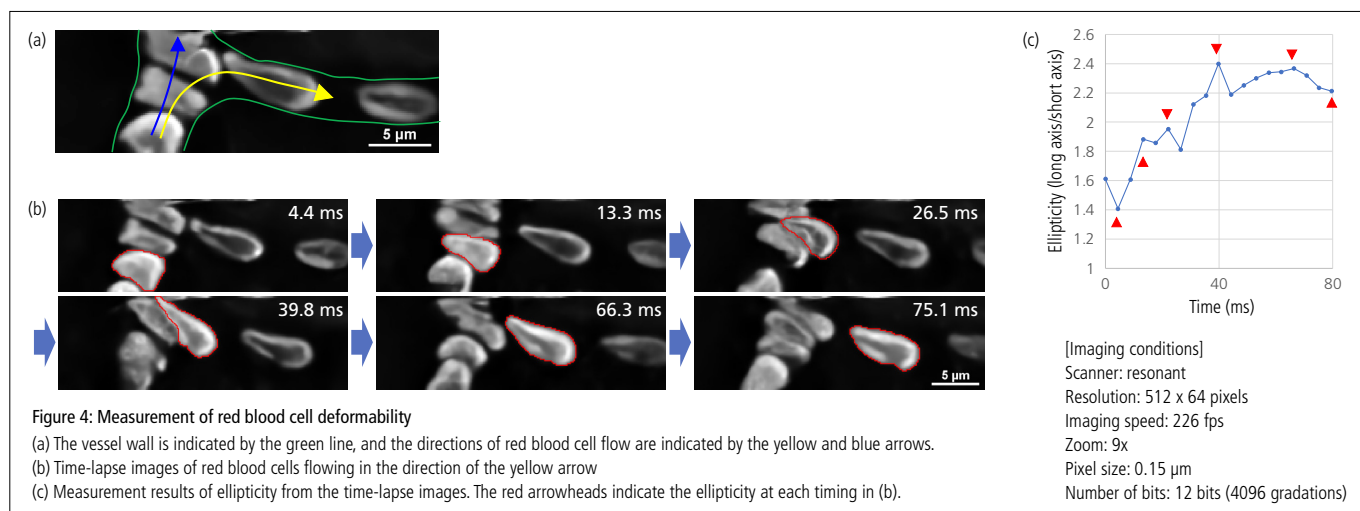 (a)
5 µm
(b)
4.4 ms
13.3 ms
26.5 ms
39.8 ms
66.3 ms
75.1 ms
5 µm
Figure 4: Measurement of red blood cell deformability
(a) The vessel wall is indicated by the green line, and the directions of red blood cell flow are indicated by the yellow and blue arrows.
(b) Time-lapse images of red blood cells flowing in the direction of the yellow arrow
(c) Measurement results of ellipticity from the time-lapse images. The red arrowheads indicate the ellipticity at each timing in (b).
(c)
Ellipticity (long axis/short axis)
2.6
2.4
2.2
2
1.8
1.6
1.4
1.2
1
0
40
80
Time (ms)
[Imaging conditions]
Scanner: resonant
Resolution: 512 x 64 pixels
Imaging speed: 226 fps
Zoom: 9x
Pixel size: 0.15 µm
Number of bits: 12 bits (4096 gradations)